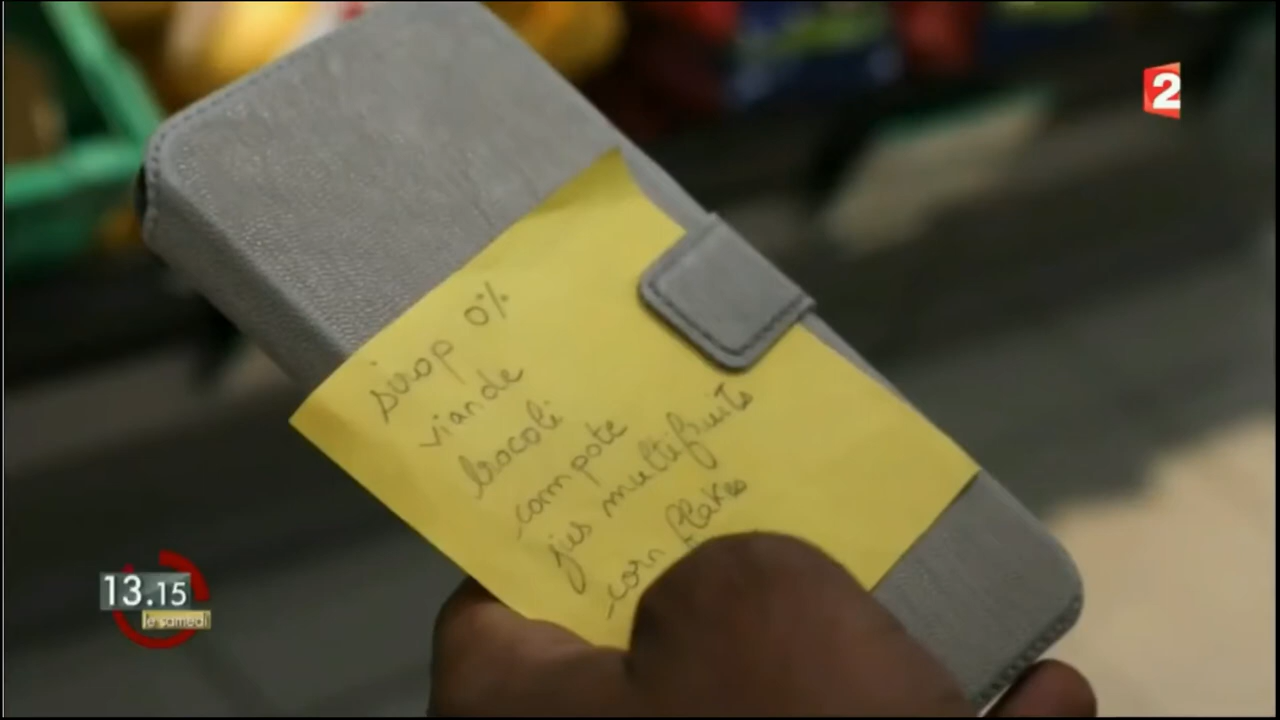 2
sirop 0%
viande
brocoli
compote
jus multifruits
corn flakes
13.15
le samedi